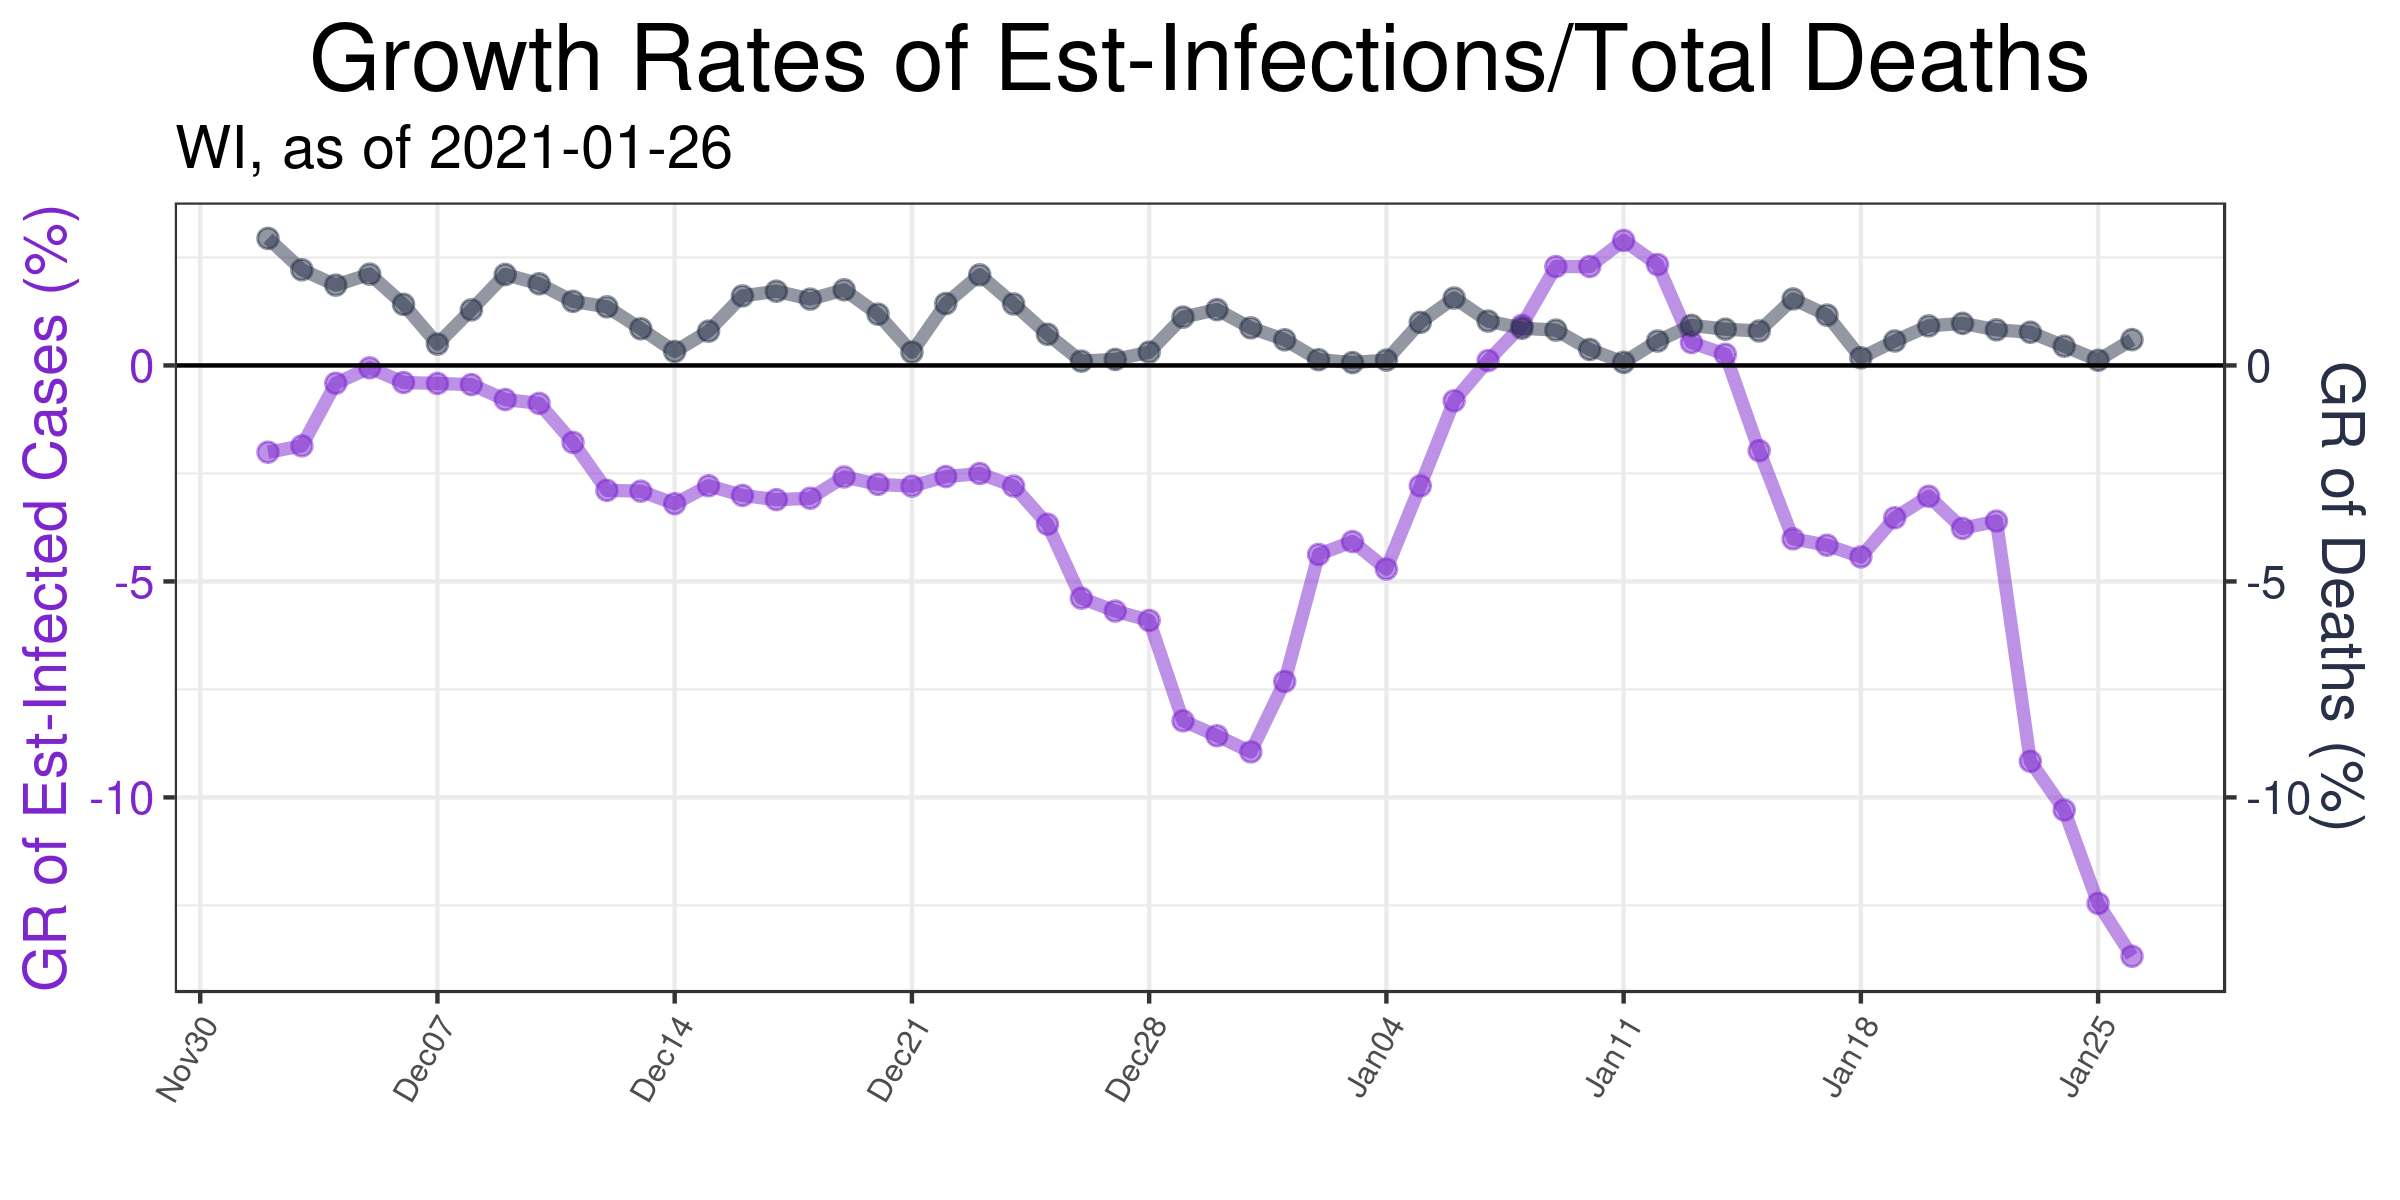 Growth Rates of Est-Infections/Total Deaths
WI, as of 2021-01-26
GR of Est-Infected Cases (%)
0
-5
-10
0
-5
-10
GR of Deaths (%)
Nov30
Dec07
Dec14
Dec21
Dec28
Jan04
Jan11
Jan18
Jan25